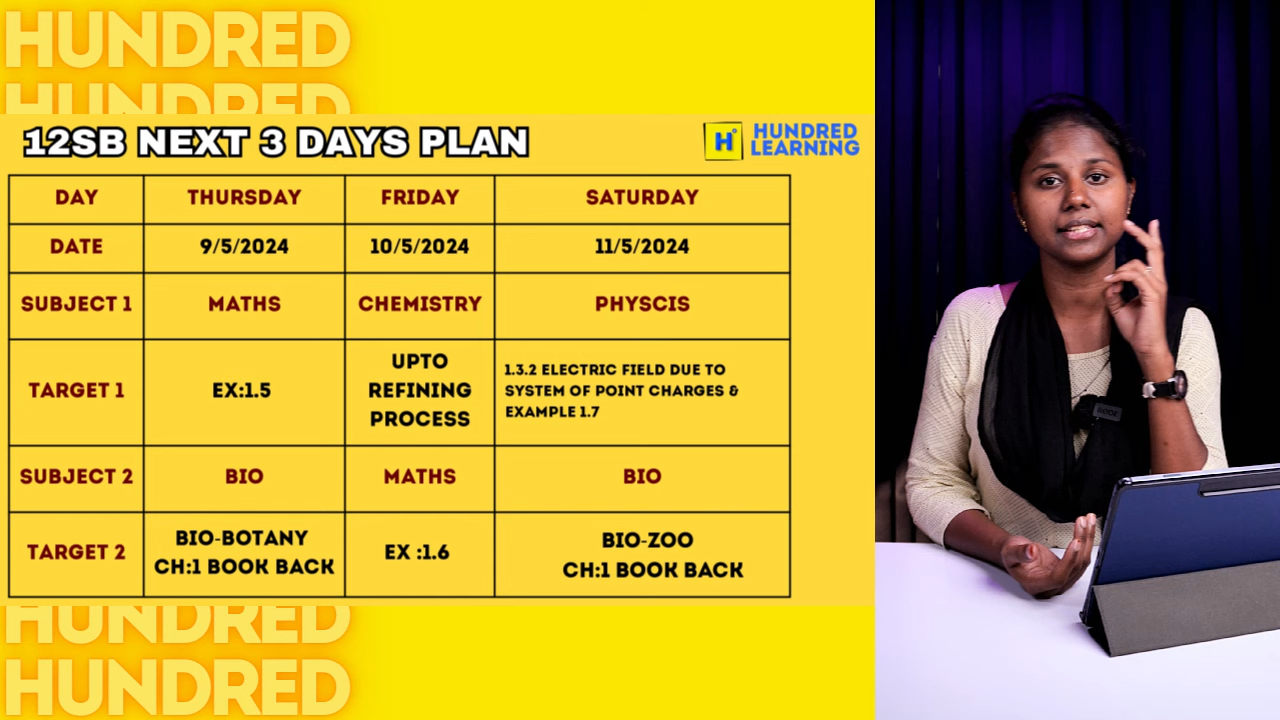 HUNDRED
HUNDRED
12SB NEXT 3 DAYS PLAN
H°
HUNDRED
LEARNING
DAY THURSDAY FRIDAY SATURDAY
DATE 9/5/2024 10/5/2024 11/5/2024
SUBJECT 1 MATHS CHEMISTRY PHYSCIS
TARGET 1 EX:1.5
UPTO
REFINING
PROCESS
1.3.2 ELECTRIC FIELD DUE TO
SYSTEM OF POINT CHARGES &
EXAMPLE 1.7
SUBJECT 2 BIO MATHS BIO
TARGET 2
BIO-BOTANY
CH:1 BOOK BACK
EX :1.6
BIO-ZOO
CH:1 BOOK BACK
HUNDRED
HUNDRED